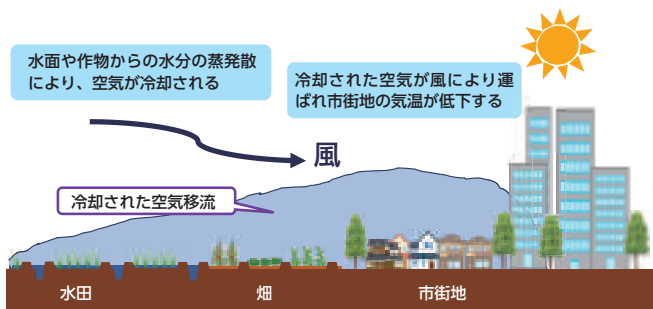 水面や作物からの水分の蒸発散
により、空気が冷却される
冷却された空気が風により運
ばれ市街地の気温が低下する
風
冷却された空気移流
水田
畑
市街地